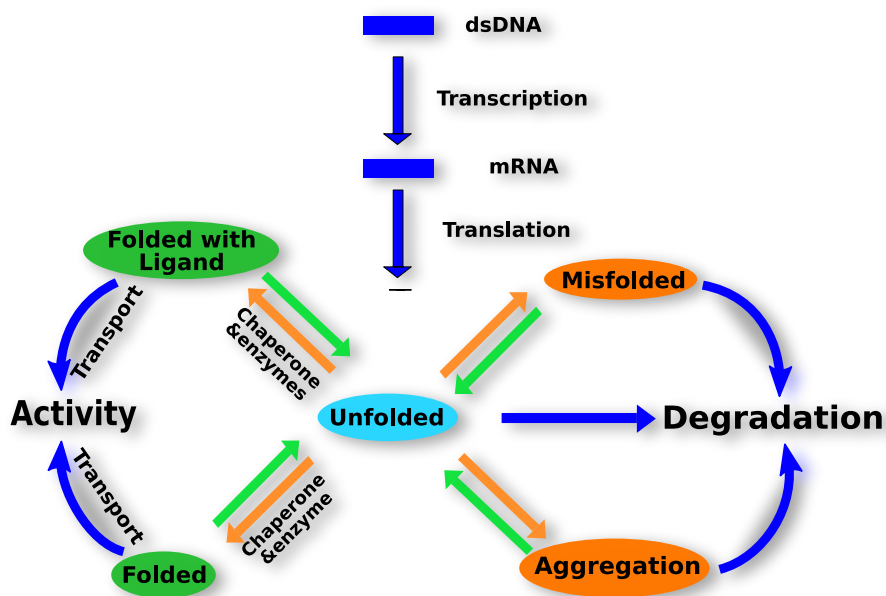 dsDNA
Transcription
mRNA
Translation
Folded with
Ligand
Misfolded
Transport
Chaperone
&enzymes
Activity
Unfolded
Degradation
Transport
Chaperone
&enzyme
Folded
Aggregation